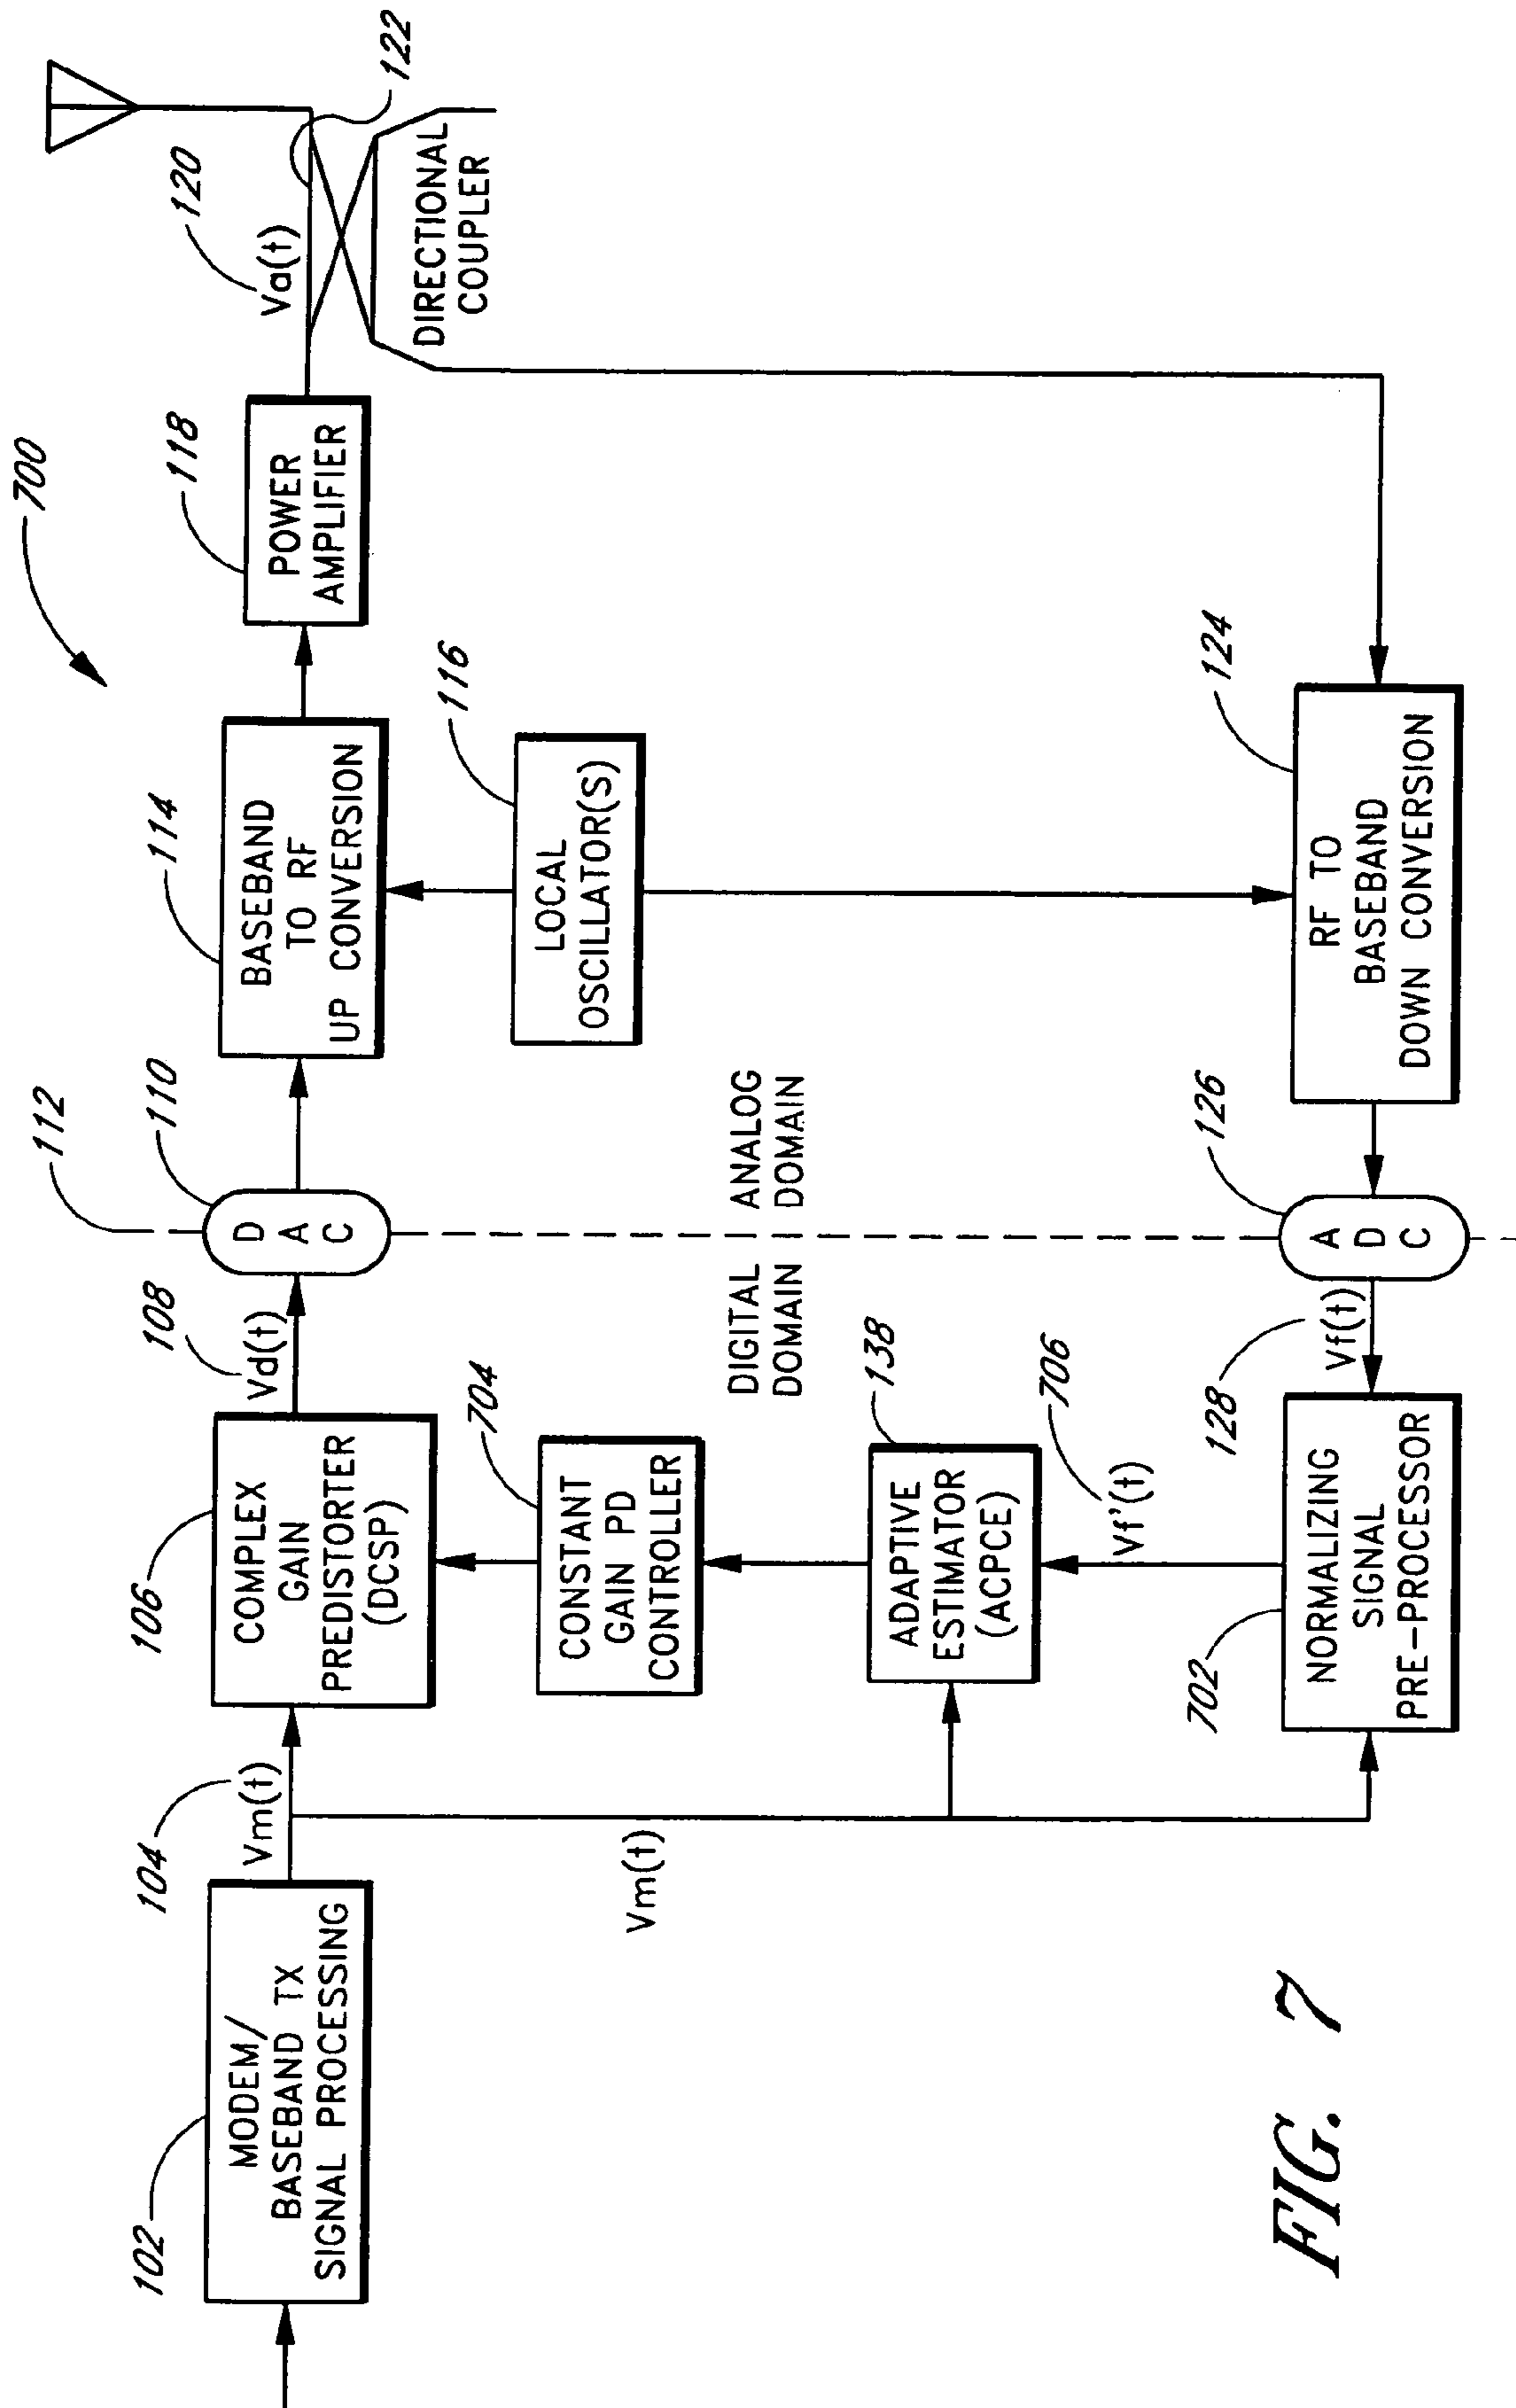 700
102
MODEM/
BASEBAND TX
SIGNAL PROCESSING
104
Vm(t)
Vm(t)
106
COMPLEX
GAIN
PREDISTORTER
(DCSP)
108
Vd(t)
112
110
D
A
C
114
BASEBAND
TO RF
UP CONVERSION
118
POWER
AMPLIFIER
120
Va(t)
122
DIRECTIONAL
COUPLER
704
CONSTANT
GAIN PD
CONTROLLER
116
LOCAL
OSCILLATOR(S)
DIGITAL
DOMAIN
ANALOG
DOMAIN
138
ADAPTIVE
ESTIMATOR
(ACPCE)
706
Vf'(t)
702
NORMALIZING
SIGNAL
PRE-PROCESSOR
128
Vf(t)
126
A
D
C
124
RF TO
BASEBAND
DOWN CONVERSION
FIG. 7